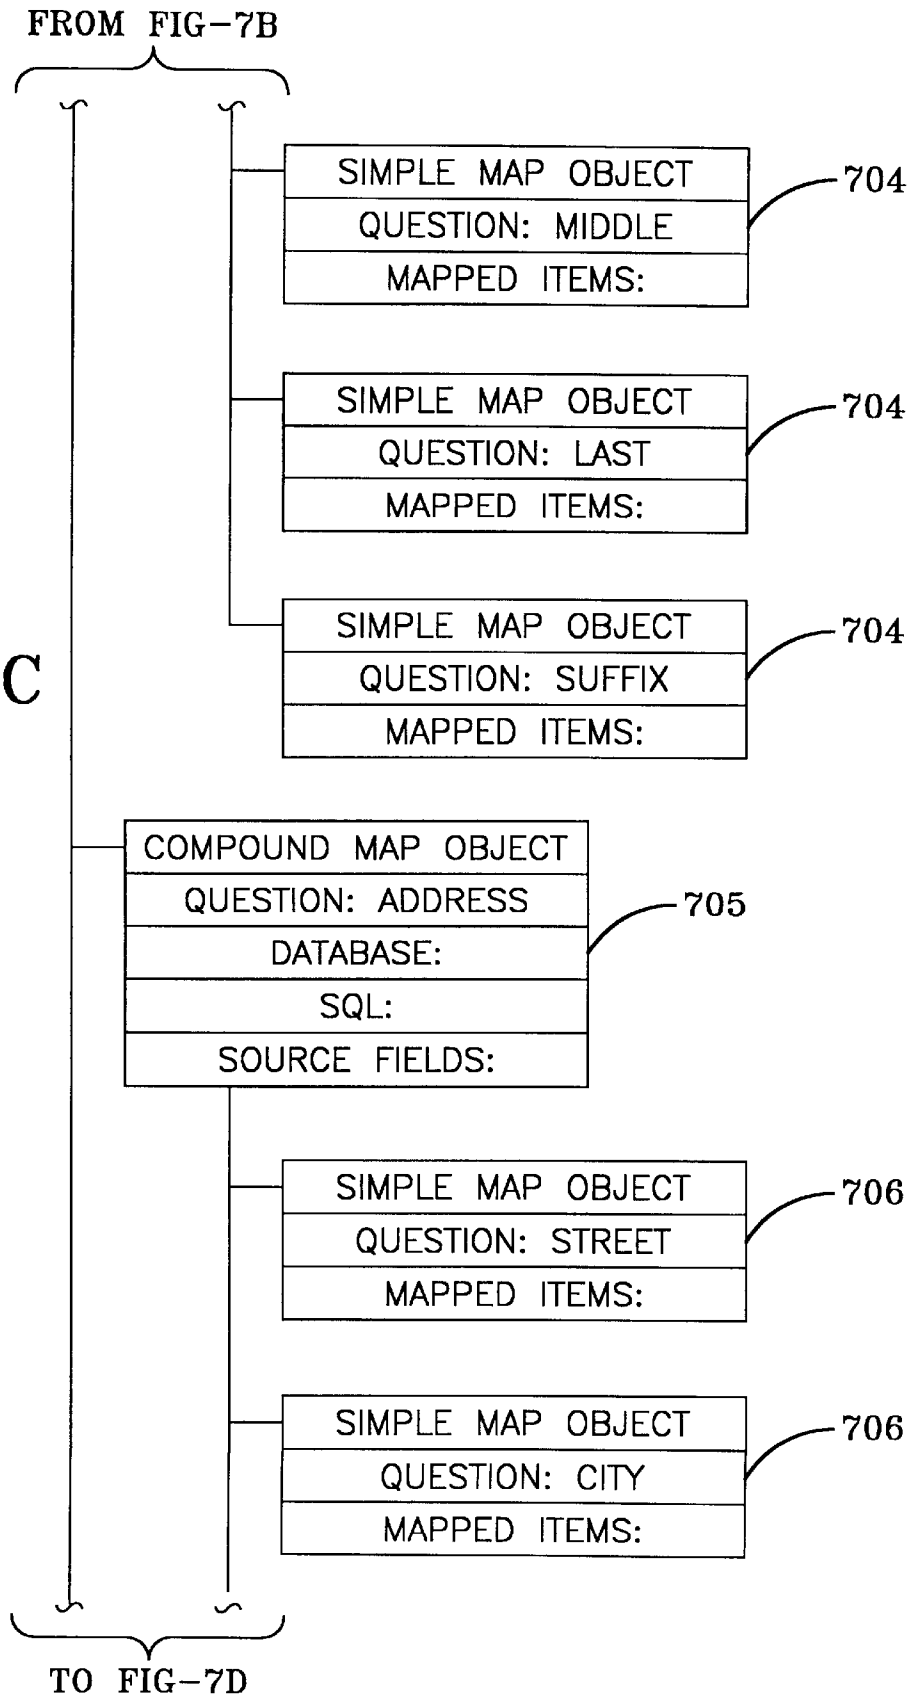 FROM FIG-7B
SIMPLE MAP OBJECT
704
QUESTION: MIDDLE
MAPPED ITEMS:
SIMPLE MAP OBJECT
704
QUESTION: LAST
MAPPED ITEMS:
SIMPLE MAP OBJECT
704
C
QUESTION: SUFFIX
MAPPED ITEMS:
COMPOUND MAP OBJECT
QUESTION: ADDRESS
705
DATABASE:
SQL:
SOURCE FIELDS:
SIMPLE MAP OBJECT
706
QUESTION: STREET
MAPPED ITEMS:
SIMPLE MAP OBJECT
706
QUESTION: CITY
MAPPED ITEMS:
TO FIG-7D